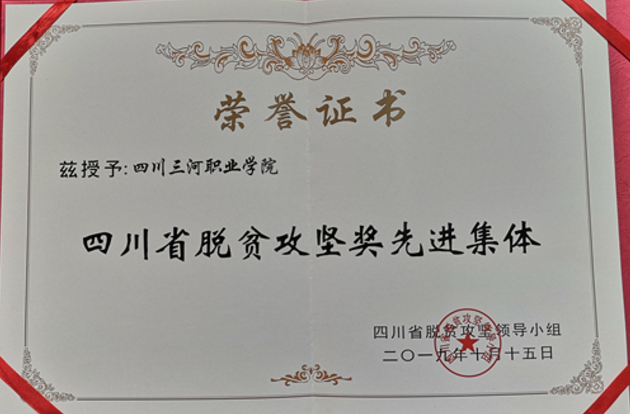 荣誉证书
兹授予:四川三河职业学院
四川省脱贫攻坚奖先进集体
四川省脱贫攻坚领导小组
二〇一九年十月十五日